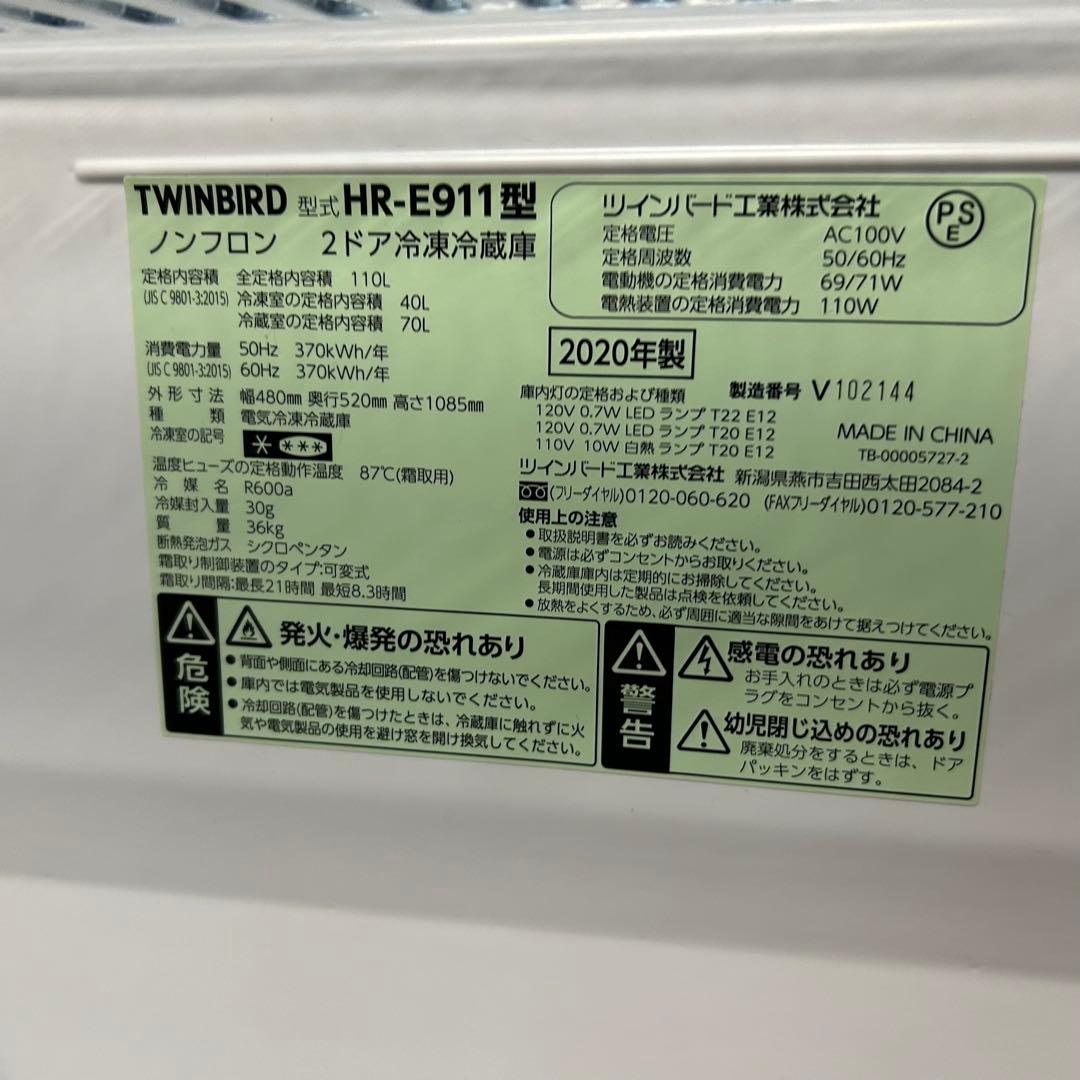 TWINBIRD 型式 HR-E911型
ノンフロン 2ドア冷凍冷蔵庫
定格内容積 全定格内容積 110L
(JIS C 9801-3:2015) 冷凍室の定格内容積 40L
冷蔵室の定格内容積 70L
消費電力量 50Hz 370kWh/年
(JIS C 9801-3:2015) 60Hz 370kWh/年
外形寸法 幅480mm 奥行520mm 高さ1085mm
種類 電気冷凍冷蔵庫
冷凍室の記号
温度ヒューズの定格動作温度 87℃(霜取用)
冷媒名 R600a
冷媒封入量 30g
質量 36kg
断熱発泡ガス シクロペンタン
霜取り制御装置のタイプ:可変式
霜取り間隔:最長21時間 最短8.3時間
ツインバード工業株式会社
PSE
定格電圧 AC100V
定格周波数 50/60Hz
電動機の定格消費電力 69/71W
電熱装置の定格消費電力 110W
2020年製
庫内灯の定格および種類
120V 0.7W LED ランプ T22 E12
120V 0.7W LED ランプ T20 E12
110V 10W 白熱 ランプ T20 E12
製造番号 V102144
MADE IN CHINA
TB-00005727-2
ツインバード工業株式会社 新潟県燕市吉田西太田2084-2
(フリーダイヤル)0120-060-620 (FAXフリーダイヤル)0120-577-210
使用上の注意
●取扱説明書を必ずお読みください。
●電源は必ずコンセントからお取りください。
●冷蔵庫庫内は定期的にお掃除してください。
長期間使用した製品は点検を依頼してください。
●放熱をよくするため、必ず周囲に適当な隙間をあけて据えつけてください。
危険
発火・爆発の恐れあり
●背面や側面にある冷却回路(配管)を傷つけないでください。
●庫内では電気製品を使用しないでください。
●冷却回路(配管)を傷つけたときは、冷蔵庫に触れずに火
気や電気製品の使用を避け窓を開け換気してください。
警告
感電の恐れあり
お手入れのときは必ず電源プ
ラグをコンセントから抜く。
幼児閉じ込めの恐れあり
廃棄処分をするときは、ドア
パッキンをはずす。